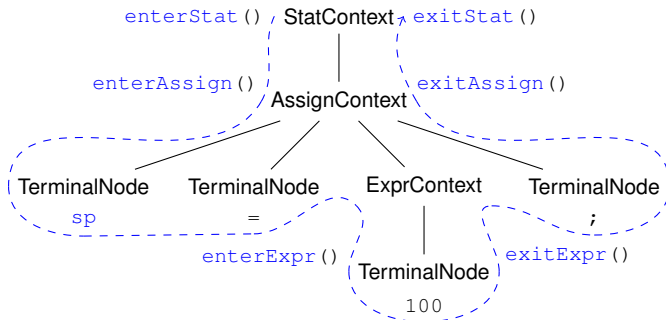 enterStat() StatContext exitStat()
enterAssign() exitAssign()
AssignContext
TerminalNode TerminalNode ExprContext TerminalNode
sp = ;
enterExpr() exitExpr()
TerminalNode
100